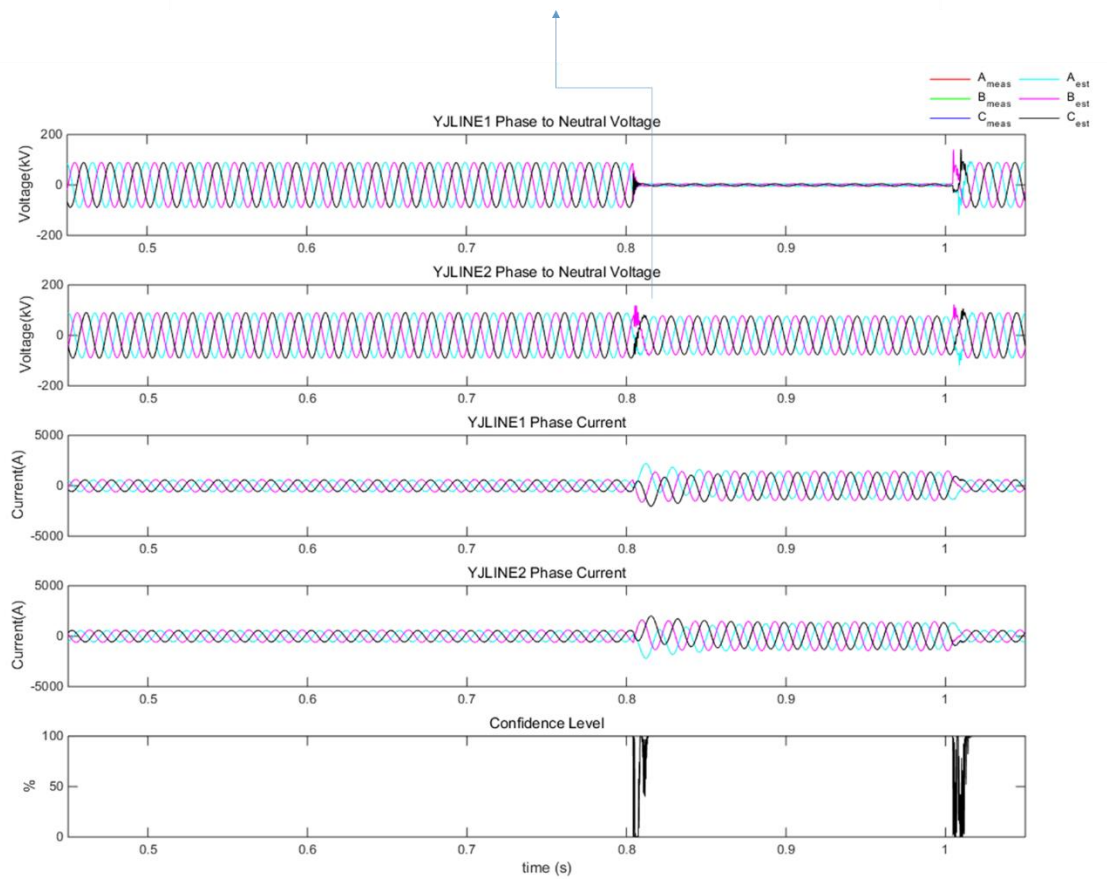 A_meas A_est
B_meas B_est
C_meas C_est
YJLINE1 Phase to Neutral Voltage
Voltage(kV)
200
0
-200
0.5 0.6 0.7 0.8 0.9 1
YJLINE2 Phase to Neutral Voltage
Voltage(kV)
200
0
-200
0.5 0.6 0.7 0.8 0.9 1
YJLINE1 Phase Current
Current(A)
5000
0
-5000
0.5 0.6 0.7 0.8 0.9 1
YJLINE2 Phase Current
Current(A)
5000
0
-5000
0.5 0.6 0.7 0.8 0.9 1
Confidence Level
%
100
50
0
0.5 0.6 0.7 0.8 0.9 1
time (s)